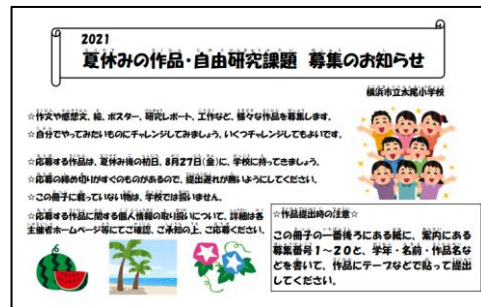 2021
夏休みの作品・自由研究課題 募集のお知らせ
横浜市立太尾小学校
☆作文や感想文、絵、ポスター、研究レポート、工作など、様々な作品を募集します。
☆自分でやってみたいものにチャレンジしてみましょう。いくつチャレンジしてもよいです。
☆応募する作品は、夏休み後の初日、8月27日(金)に、学校に持ってきましょう。
☆応募の締め切りがすぐのものがあるので、提出遅れが無いようにしてください。
☆この冊子に載っていない物は、学校では扱いません。
☆応募する作品に関する個人情報の取り扱いについて、詳細は各
主催者ホームページ等にてご確認、ご承知の上、ご応募ください。
☆作品提出時の注意☆
この冊子の一番後ろにある紙に、案内にある
募集番号1~20と、学年・名前・作品名な
どを書いて、作品にテープなどで貼って提出
してください。